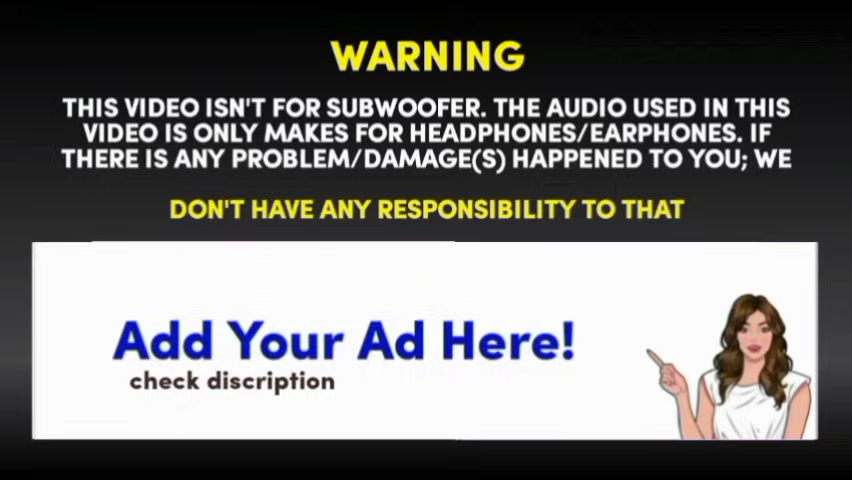 WARNING
THIS VIDEO ISN'T FOR SUBWOOFER. THE AUDIO USED IN THIS
VIDEO IS ONLY MAKES FOR HEADPHONES/EARPHONES. IF
THERE IS ANY PROBLEM/DAMAGE(S) HAPPENED TO YOU; WE
DON'T HAVE ANY RESPONSIBILITY TO THAT
Add Your Ad Here!
check discription